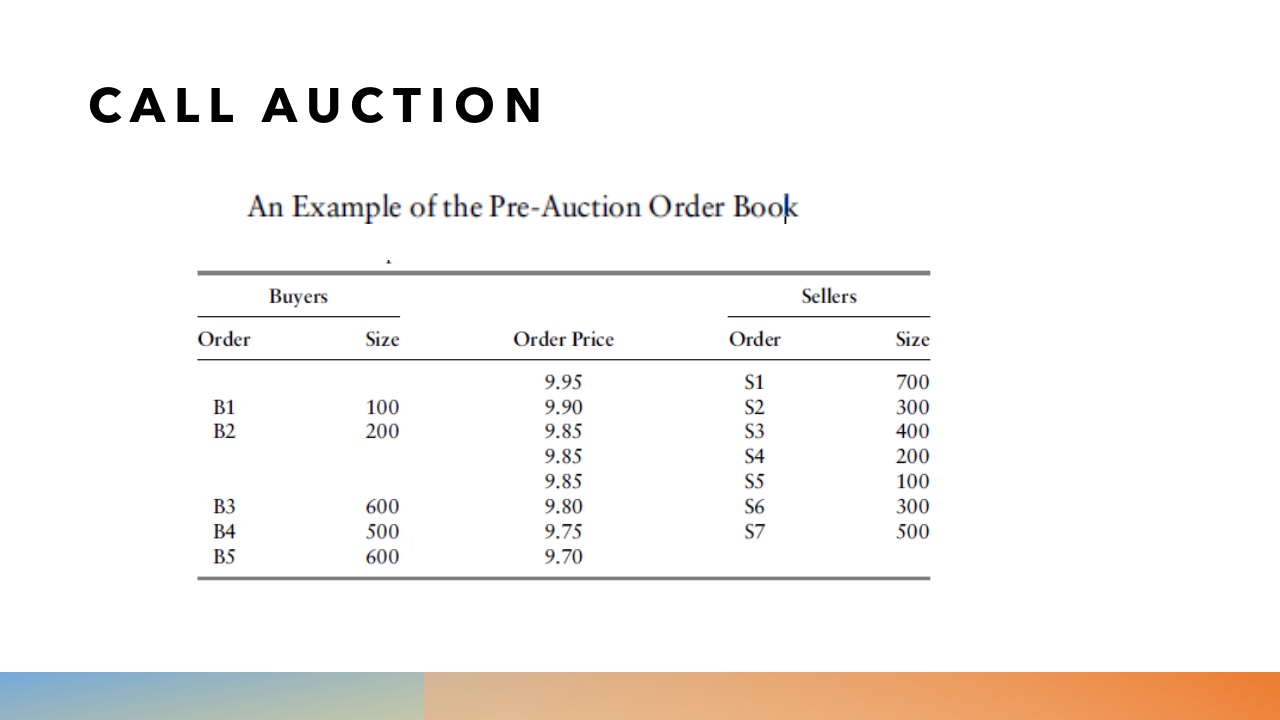 CALL AUCTION
An Example of the Pre-Auction Order Book
Buyers Sellers
Order Size Order Price Order Size
9.95 S1 700
B1 100 9.90 S2 300
B2 200 9.85 S3 400
9.85 S4 200
9.85 S5 100
B3 600 9.80 S6 300
B4 500 9.75 S7 500
B5 600 9.70